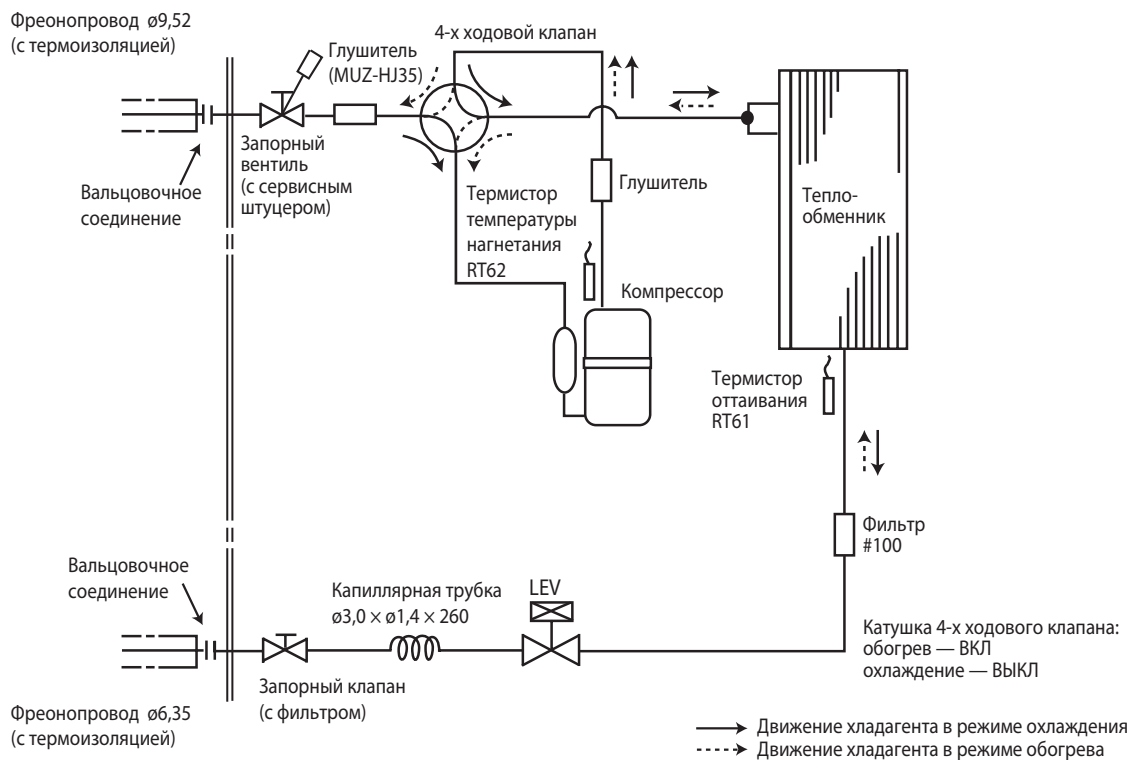 Фреонопровод ø9,52
(с термоизоляцией)
4-х ходовой клапан
Глушитель
(MUZ-HJ35)
Запорный
вентиль
(с сервисным
штуцером)
Вальцовочное
соединение
Термистор
температуры
нагнетания
RT62
Глушитель
Компрессор
Тепло-
обменник
Термистор
оттаивания
RT61
Фильтр
#100
Вальцовочное
соединение
Капиллярная трубка
ø3,0 × ø1,4 × 260
LEV
Запорный клапан
(с фильтром)
Фреонопровод ø6,35
(с термоизоляцией)
Катушка 4-х ходового клапана:
обогрев — ВКЛ
охлаждение — ВЫКЛ
Движение хладагента в режиме охлаждения
Движение хладагента в режиме обогрева